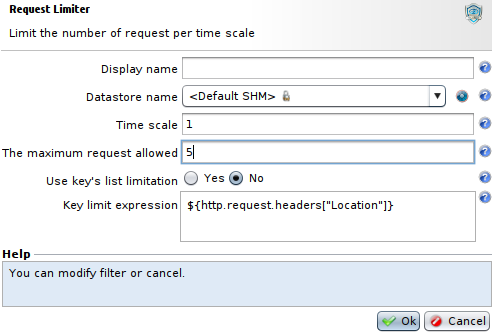 Request Limiter
Limit the number of request per time scale
Display name
Datastore name <Default SHM>
Time scale 1
The maximum request allowed 5
Use key's list limitation Yes No
Key limit expression ${http.request.headers["Location"]}
Help
You can modify filter or cancel.
Ok Cancel